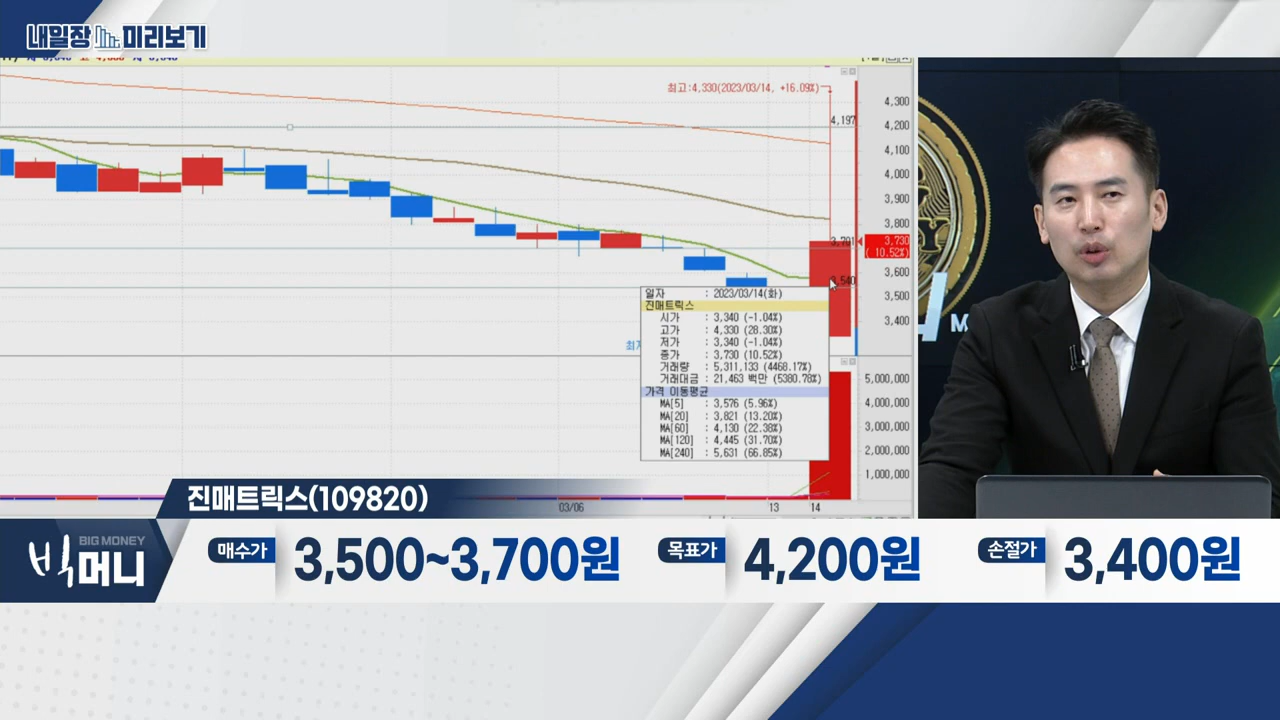 내일장 미리보기
최고:4,330(2023/03/14, +16.09%)
4,197
3,701
3,540
4,300
4,200
4,100
4,000
3,900
3,800
3,730
( 10.52%)
3,600
3,500
3,400
일자 : 2023/03/14(화)
진매트릭스
시가 : 3,340 (-1.04%)
고가 : 4,330 (28.30%)
저가 : 3,340 (-1.04%)
종가 : 3,730 (10.52%)
거래량 : 5,311,133 (4468.17%)
거래대금 : 21,463 백만 (5380.78%)
가격 이동평균
MA[5] : 3,576 (5.96%)
MA[20] : 3,821 (13.20%)
MA[60] : 4,130 (22.38%)
MA[120] : 4,445 (31.70%)
MA[240] : 5,631 (66.85%)
5,000,000
4,000,000
3,000,000
2,000,000
1,000,000
03/06
13
14
진매트릭스(109820)
BIG MONEY
빅머니
매수가 3,500~3,700원
목표가 4,200원
손절가 3,400원